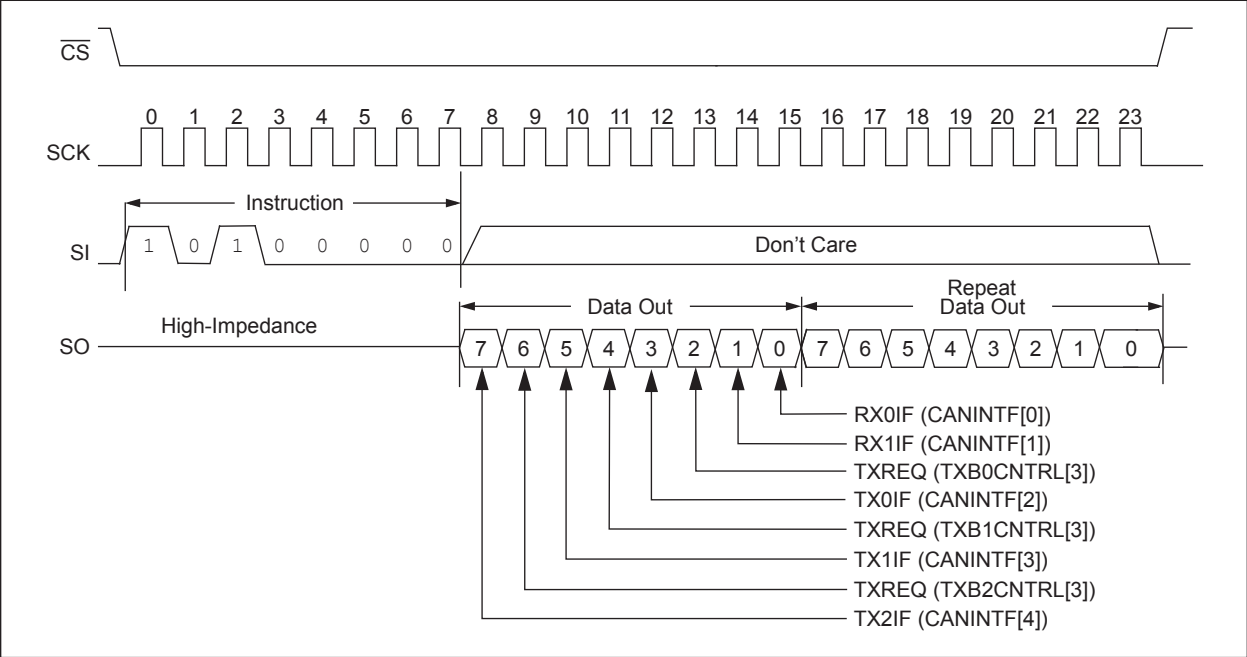 CS
0 1 2 3 4 5 6 7 8 9 10 11 12 13 14 15 16 17 18 19 20 21 22 23
SCK
Instruction
SI 1 0 1 0 0 0 0 0 Don't Care
Repeat
Data Out Data Out
High-Impedance
SO 7 6 5 4 3 2 1 0 7 6 5 4 3 2 1 0
RX0IF (CANINTF[0])
RX1IF (CANINTF[1])
TXREQ (TXB0CNTRL[3])
TX0IF (CANINTF[2])
TXREQ (TXB1CNTRL[3])
TX1IF (CANINTF[3])
TXREQ (TXB2CNTRL[3])
TX2IF (CANINTF[4])